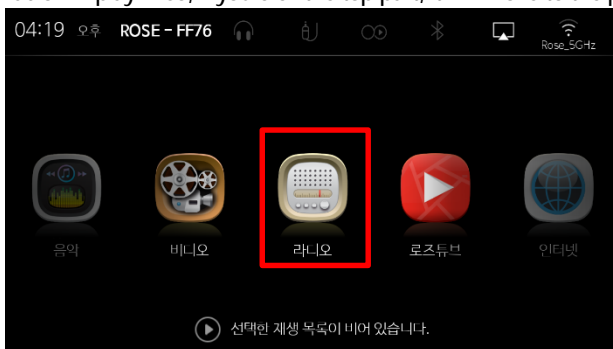 04:19 오후 ROSE – FF76
Rose_5GHz
음악 비디오 라디오 로즈튜브 인터넷
선택한 재생 목록이 비어 있습니다.